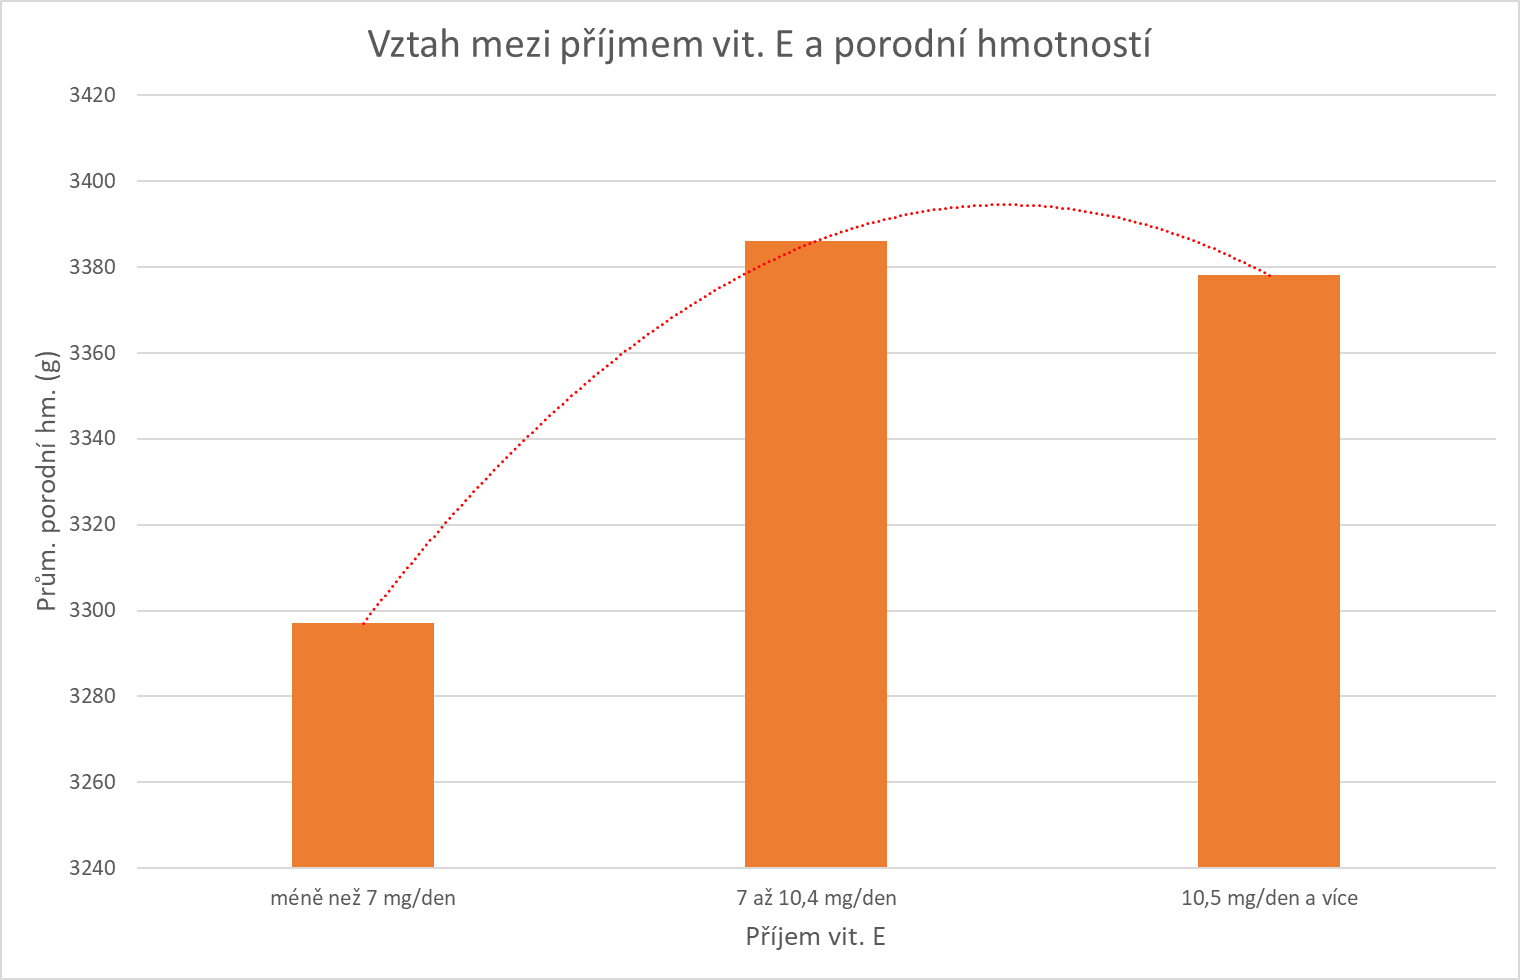 Vztah mezi příjmem vit. E a porodní hmotností
3420
3400
3380
3360
3340
3320
3300
3280
3260
3240
Prům. porodní hm. (g)
méně než 7 mg/den
7 až 10,4 mg/den
10,5 mg/den a více
Příjem vit. E